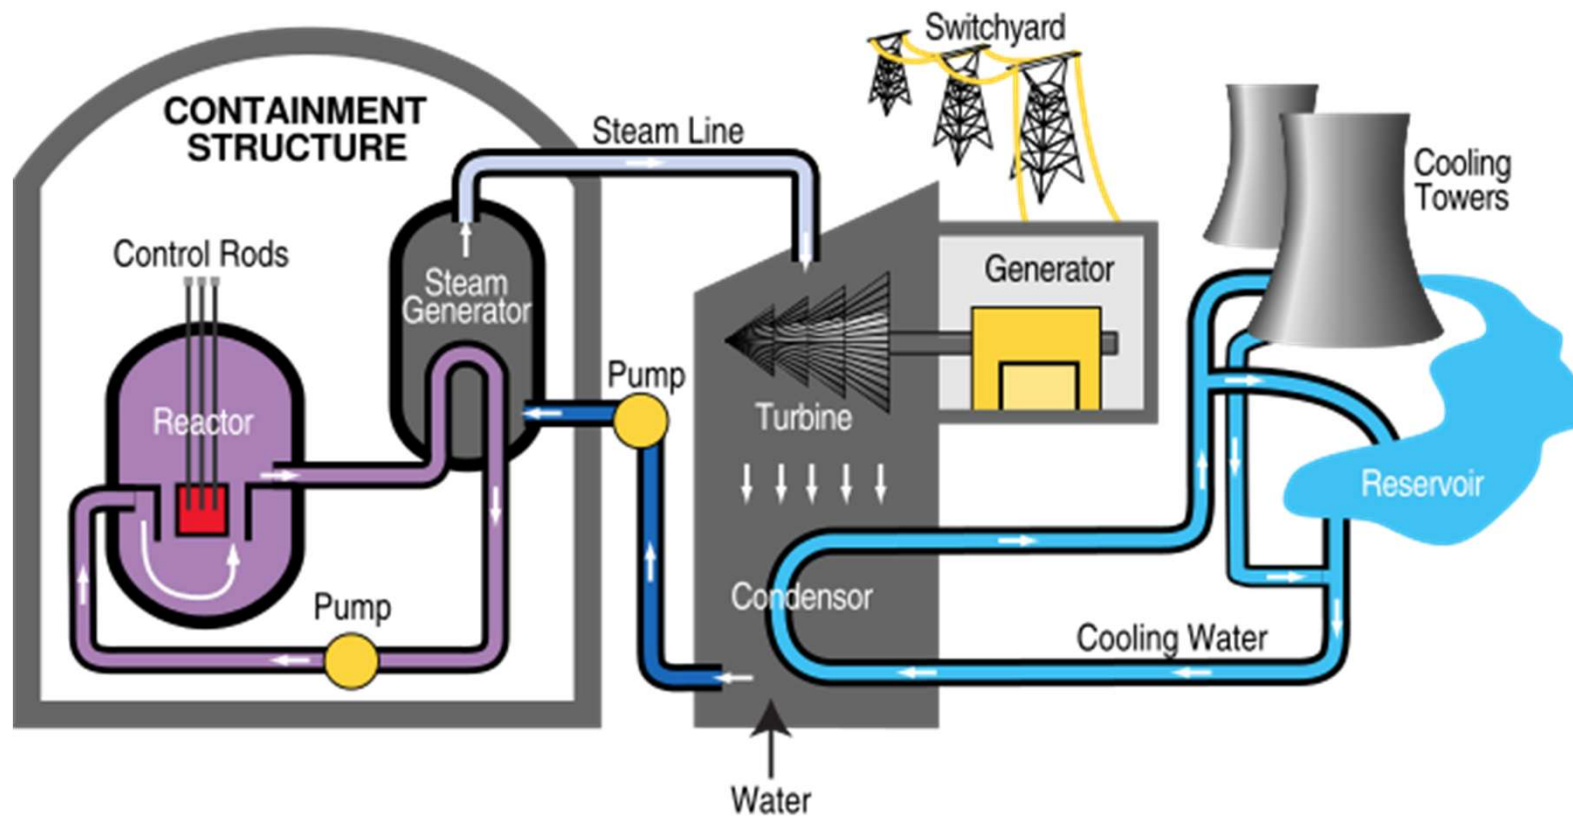 Switchyard
CONTAINMENT
STRUCTURE
Steam Line
Cooling
Towers
Control Rods
Steam
Generator
Generator
Pump
Reactor
Turbine
Reservoir
Condensor
Pump
Cooling Water
Water